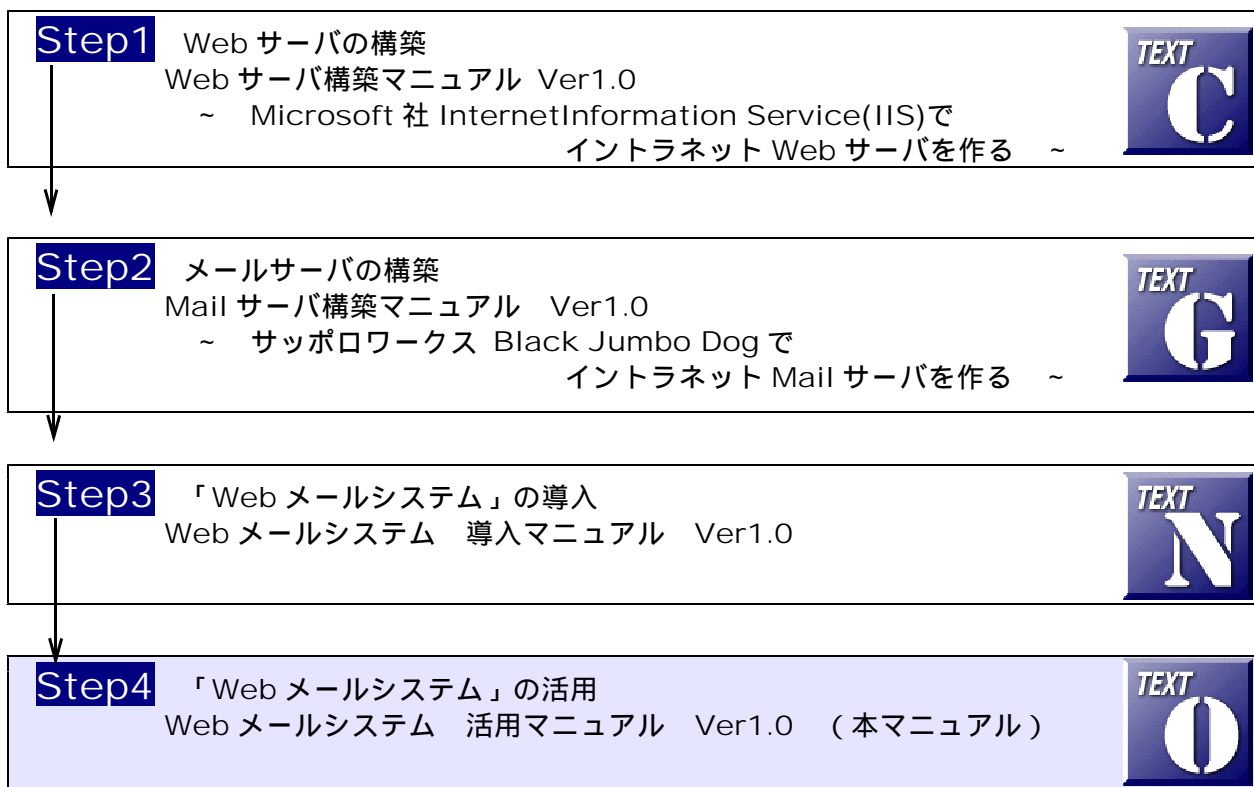 Step1 Web サーバの構築
TEXT
C
Web サーバ構築マニュアル Ver1.0
~ Microsoft 社 InternetInformation Service(IIS)で
イントラネット Web サーバを作る ~
Step2 メールサーバの構築
TEXT
G
Mail サーバ構築マニュアル Ver1.0
~ サッポロワークス Black Jumbo Dog で
イントラネット Mail サーバを作る ~
Step3 「Web メールシステム」の導入
TEXT
N
Web メールシステム 導入マニュアル Ver1.0
Step4 「Web メールシステム」の活用
TEXT
O
Web メールシステム 活用マニュアル Ver1.0 (本マニュアル)